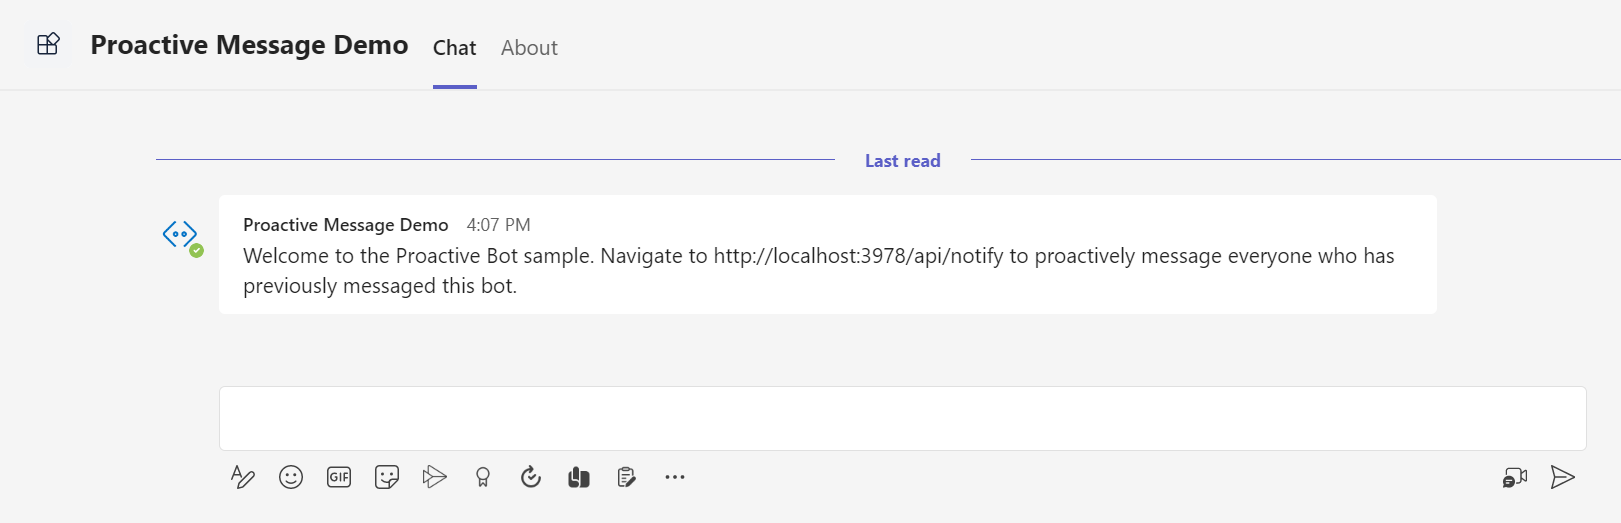 Proactive Message Demo Chat About
Last read
Proactive Message Demo 4:07 PM
Welcome to the Proactive Bot sample. Navigate to http://localhost:3978/api/notify to proactively message everyone who has
previously messaged this bot.
GIF